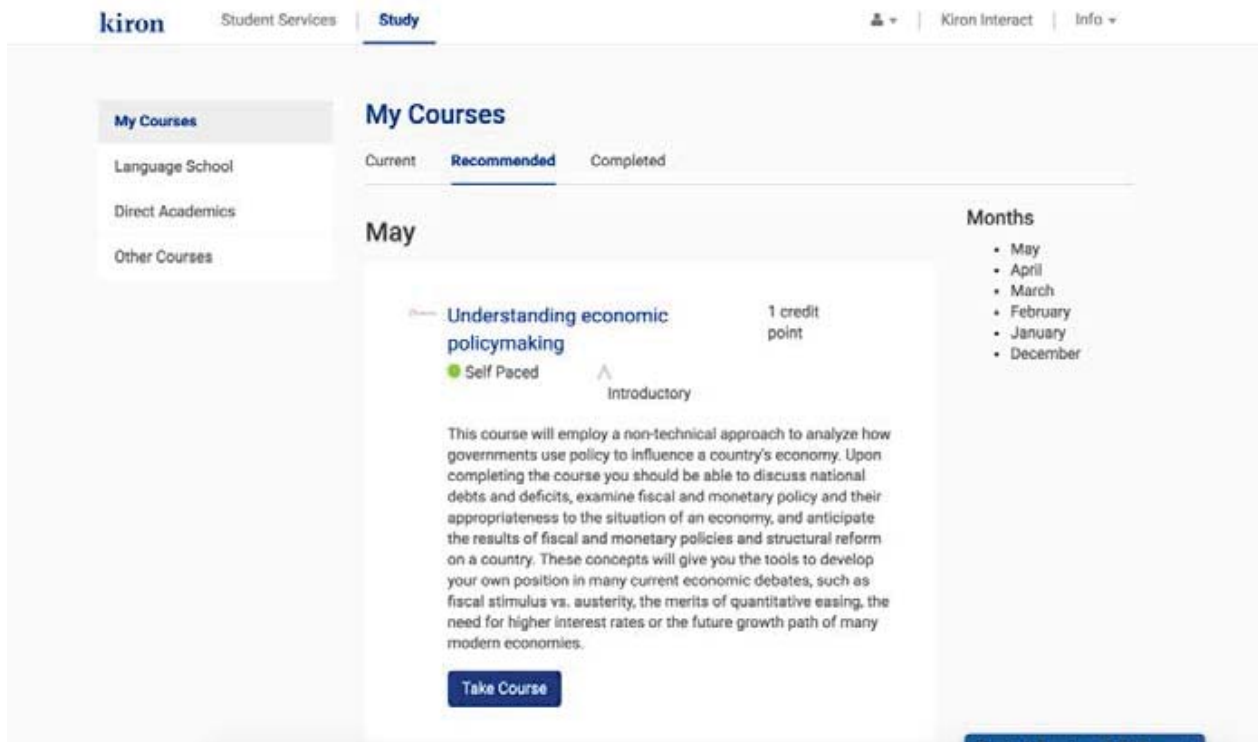 kiron
Student Services
Study
Kiron Interact
Info
My Courses
Language School
Direct Academics
Other Courses
My Courses
Current Recommended Completed
May
Understanding economic
policymaking
1 credit
point
Self Paced
Introductory
This course will employ a non-technical approach to analyze how
governments use policy to influence a country's economy. Upon
completing the course you should be able to discuss national
debts and deficits, examine fiscal and monetary policy and their
appropriateness to the situation of an economy, and anticipate
the results of fiscal and monetary policies and structural reform
on a country. These concepts will give you the tools to develop
your own position in many current economic debates, such as
fiscal stimulus vs. austerity, the merits of quantitative easing, the
need for higher interest rates or the future growth path of many
modern economies.
Take Course
Months
May
April
March
February
January
December